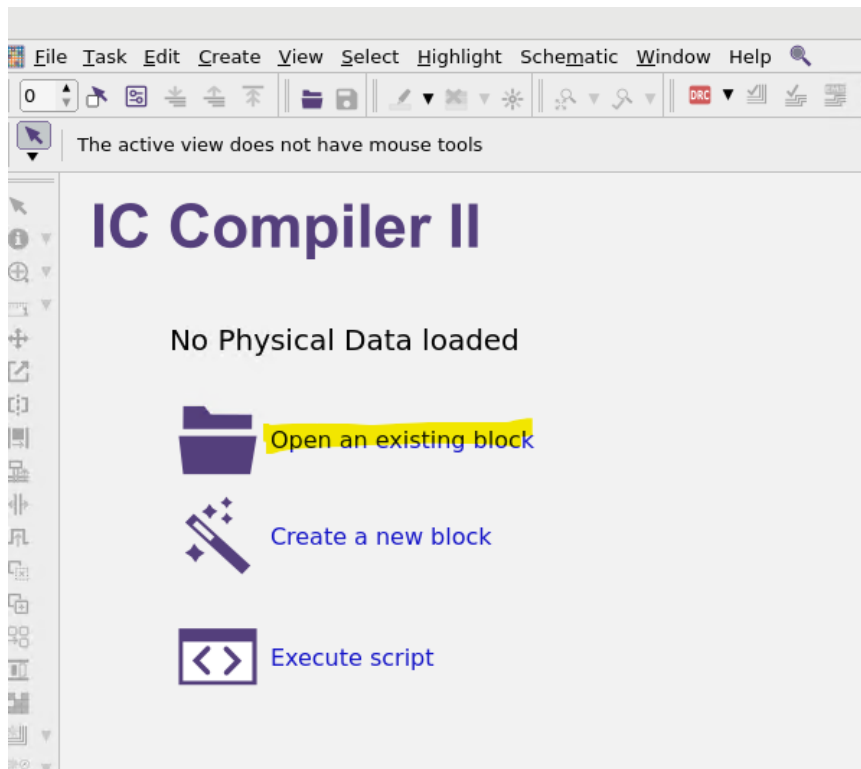 File Task Edit Create View Select Highlight Schematic Window Help
0 DRC
The active view does not have mouse tools
IC Compiler II
No Physical Data loaded
Open an existing block
Create a new block
Execute script